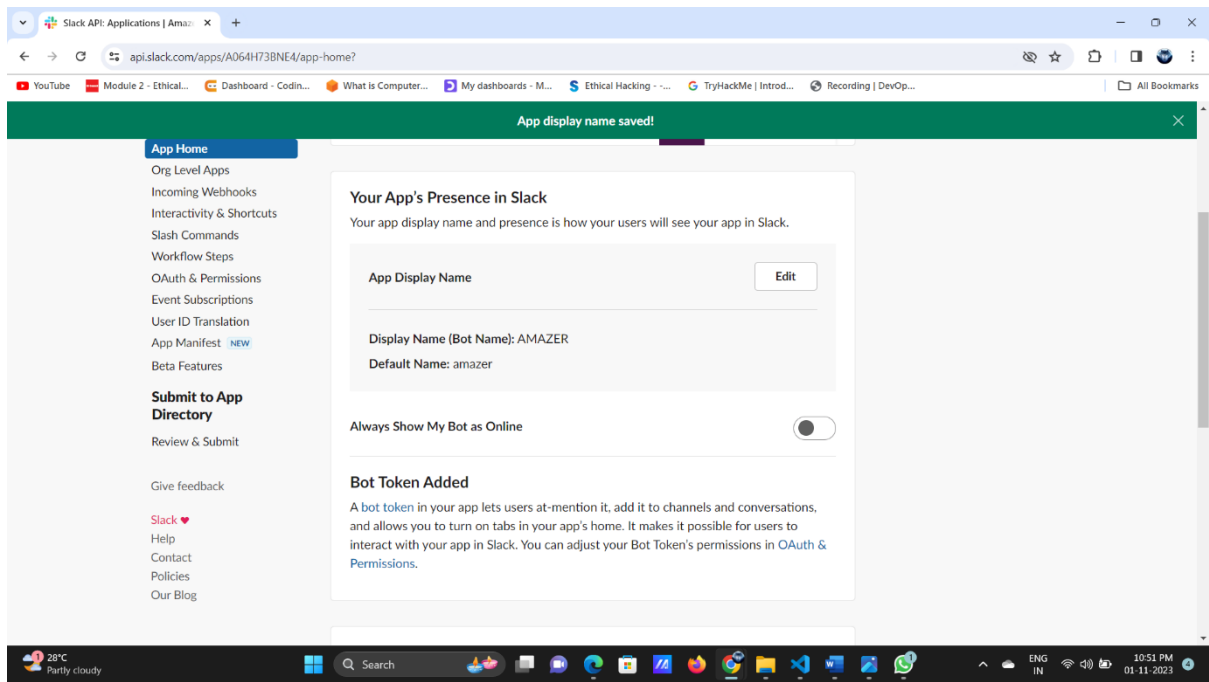 Slack API: Applications | Amaz
api.slack.com/apps/A064H73BNE4/app-home?
YouTube
Module 2 - Ethical...
Dashboard - Codin...
What is Computer...
My dashboards - M...
Ethical Hacking - -...
TryHackMe | Introd...
Recording | DevOp...
All Bookmarks
App display name saved!
App Home
Org Level Apps
Incoming Webhooks
Interactivity & Shortcuts
Slash Commands
Workflow Steps
OAuth & Permissions
Event Subscriptions
User ID Translation
App Manifest NEW
Beta Features
Submit to App
Directory
Review & Submit
Give feedback
Slack ♥
Help
Contact
Policies
Our Blog
Your App's Presence in Slack
Your app display name and presence is how your users will see your app in Slack.
App Display Name
Edit
Display Name (Bot Name): AMAZER
Default Name: amazer
Always Show My Bot as Online
Bot Token Added
A bot token in your app lets users at-mention it, add it to channels and conversations,
and allows you to turn on tabs in your app's home. It makes it possible for users to
interact with your app in Slack. You can adjust your Bot Token's permissions in OAuth &
Permissions.
1
28°C
Partly cloudy
Search
ENG
IN
10:51 PM
01-11-2023
4